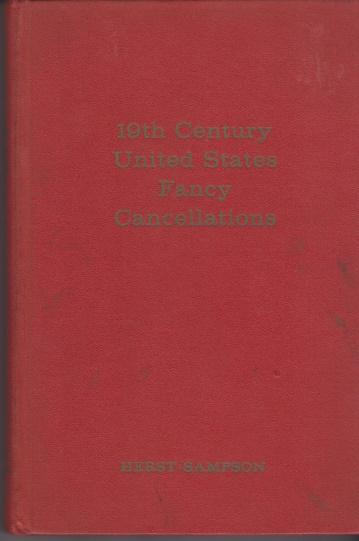 19th Century
United States
Fancy
Cancellations
HERST-SAMPSON